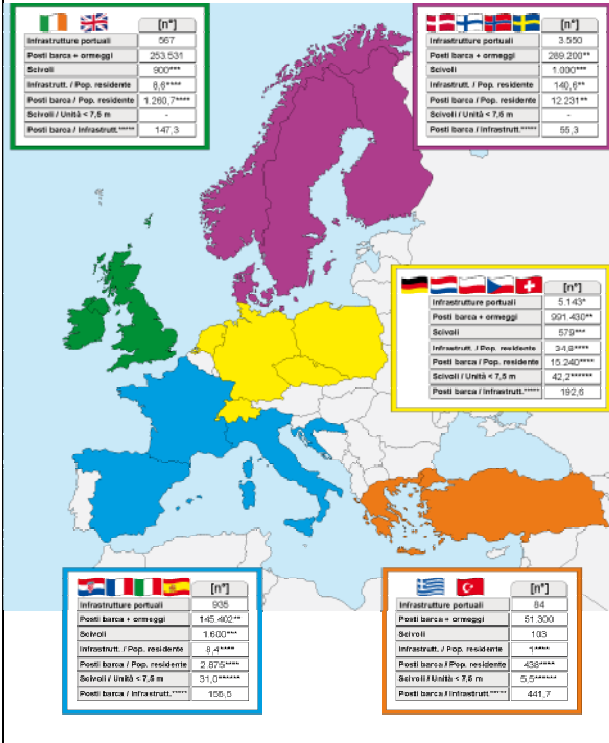 [n°]
Infrastrutture portuali 567
Posti barca + ormeggi 253.531
Scivoli 900***
Infrastrutt. / Pop. residente 6,6****
Posti barca / Pop. residente 1.260,7****
Scivoli / Unità < 7,5 m -
Posti barca / Infrastrutt.***** 147,3
[n°]
Infrastrutture portuali 3.550
Posti barca + ormeggi 289.200**
Scivoli 1.000***
Infrastrutt. / Pop. residente 140,6**
Posti barca / Pop. residente 12.231**
Scivoli / Unità < 7,5 m -
Posti barca / Infrastrutt.***** 55,3
[n°]
Infrastrutture portuali 5.143*
Posti barca + ormeggi 991.430**
Scivoli 579***
Infrastrutt. / Pop. residente 34,8****
Posti barca / Pop. residente 15.240****
Scivoli / Unità < 7,5 m 42,2******
Posti barca / Infrastrutt.***** 192,6
[n°]
Infrastrutture portuali 935
Posti barca + ormeggi 145.402**
Scivoli 1.600***
Infrastrutt. / Pop. residente 8,4****
Posti barca / Pop. residente 2.875****
Scivoli / Unità < 7,5 m 31,0******
Posti barca / Infrastrutt.*****
[n°]
Infrastrutture portuali 84
Posti barca + ormeggi 51.300
Scivoli 103
Infrastrutt. / Pop. residente 1****
Posti barca / Pop. residente 438****
Scivoli / Unità < 7,5 m 5,5******
Posti barca / Infrastrutt.***** 441,7